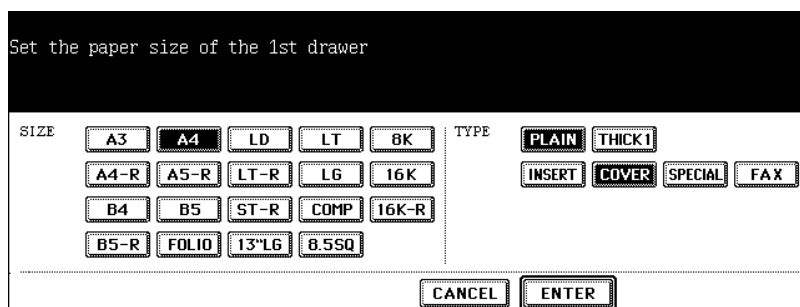 Set the paper size of the 1st drawer
SIZE A3 A4 LD LT 8K TYPE PLAIN THICK1
A4-R A5-R LT-R LG 16K INSERT COVER SPECIAL FAX
B4 B5 ST-R COMP 16K-R
B5-R FOLIO 13"LG 8.5SQ
CANCEL ENTER